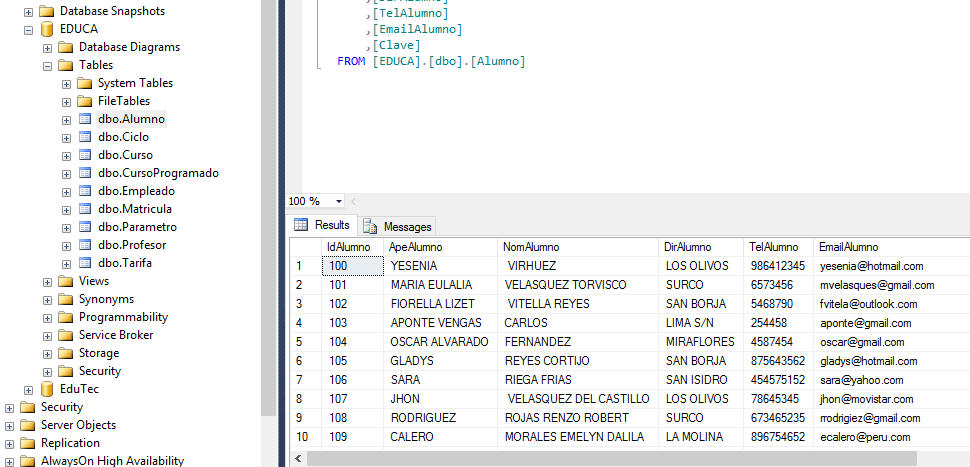 Database Snapshots
EDUCA
Database Diagrams
Tables
System Tables
FileTables
dbo.Alumno
dbo.Ciclo
dbo.Curso
dbo.CursoProgramado
dbo.Empleado
dbo.Matricula
dbo.Parametro
dbo.Profesor
dbo.Tarifa
Views
Synonyms
Programmability
Service Broker
Storage
Security
EduTec
Security
Server Objects
Replication
AlwaysOn High Availability
,[TelAlumno]
,[EmailAlumno]
,[Clave]
FROM [EDUCA].[dbo].[Alumno]
100 %
Results Messages
IdAlumno ApeAlumno NomAlumno DirAlumno TelAlumno EmailAlumno
1 100 YESENIA VIRHUEZ LOS OLIVOS 986412345 yesenia@hotmail.com
2 101 MARIA EULALIA VELASQUEZ TORVISCO SURCO 6573456 mvelasques@gmail.com
3 102 FIORELLA LIZET VITELLA REYES SAN BORJA 5468790 fvitela@outlook.com
4 103 APONTE VENGAS CARLOS LIMA S/N 254458 aponte@gmail.com
5 104 OSCAR ALVARADO FERNANDEZ MIRAFLORES 4587454 oscar@gmail.com
6 105 GLADYS REYES CORTIJO SAN BORJA 875643562 gladys@hotmail.com
7 106 SARA RIEGA FRIAS SAN ISIDRO 454575152 sara@yahoo.com
8 107 JHON VELASQUEZ DEL CASTILLO LOS OLIVOS 78645345 jhon@movistar.com
9 108 RODRIGUEZ ROJAS RENZO ROBERT SURCO 673465235 rrodrigiez@gmail.com
10 109 CALERO MORALES EMELYN DALILA LA MOLINA 896754652 ecalero@peru.com